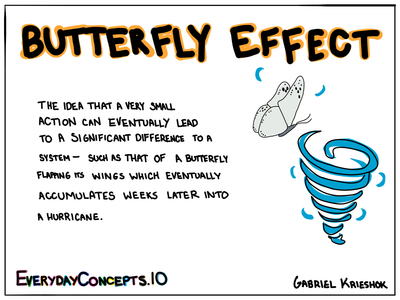 BUTTERFLY EFFECT
THE IDEA THAT A VERY SMALL
ACTION CAN EVENTUALLY LEAD
TO A SIGNIFICANT DIFFERENCE TO A
SYSTEM — SUCH AS THAT OF A BUTTERFLY
FLAPPING ITS WINGS WHICH EVENTUALLY
ACCUMULATES WEEKS LATER INTO
A HURRICANE.
EVERYDAYCONCEPTS.IO
GABRIEL KRIESHOK